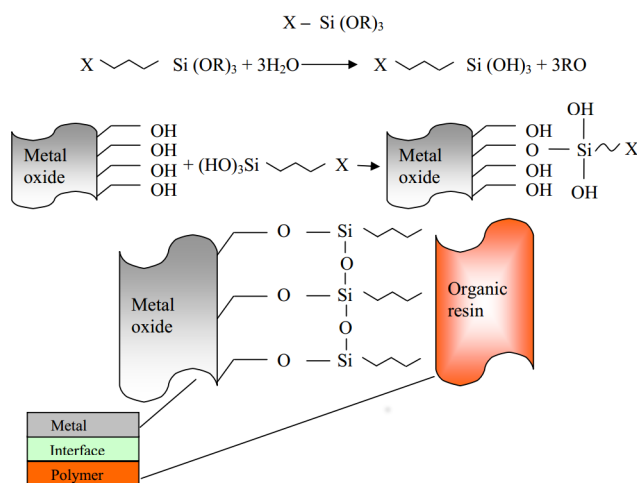 X – Si (OR)₃
X Si (OR)₃ + 3H₂O → X Si (OH)₃ + 3RO
Metal oxide OH OH OH OH + (HO)₃Si X → Metal oxide OH O — Si X OH OH OH OH
Metal oxide O — Si O O — Si O O — Si Organic resin
Metal
Interface
Polymer